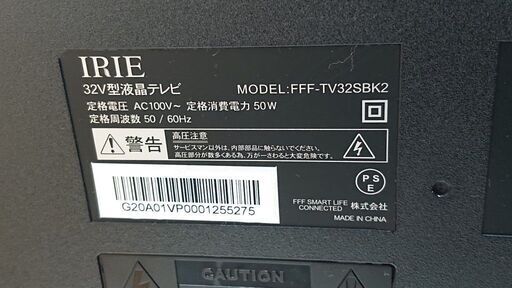 IRIE
32V型液晶テレビ
MODEL:FFF-TV32SBK2
定格電圧 AC100V～ 定格消費電力 50W
定格周波数 50 / 60Hz
警告
高圧注意
サービスマン以外は、内部部品に触らないでください。
高圧部分が数多くある為、万が一さわると大変危険です。
PSE
G20A01VP0001255275
FFF SMART LIFE
CONNECTED 株式会社
MADE IN CHINA
CAUTION